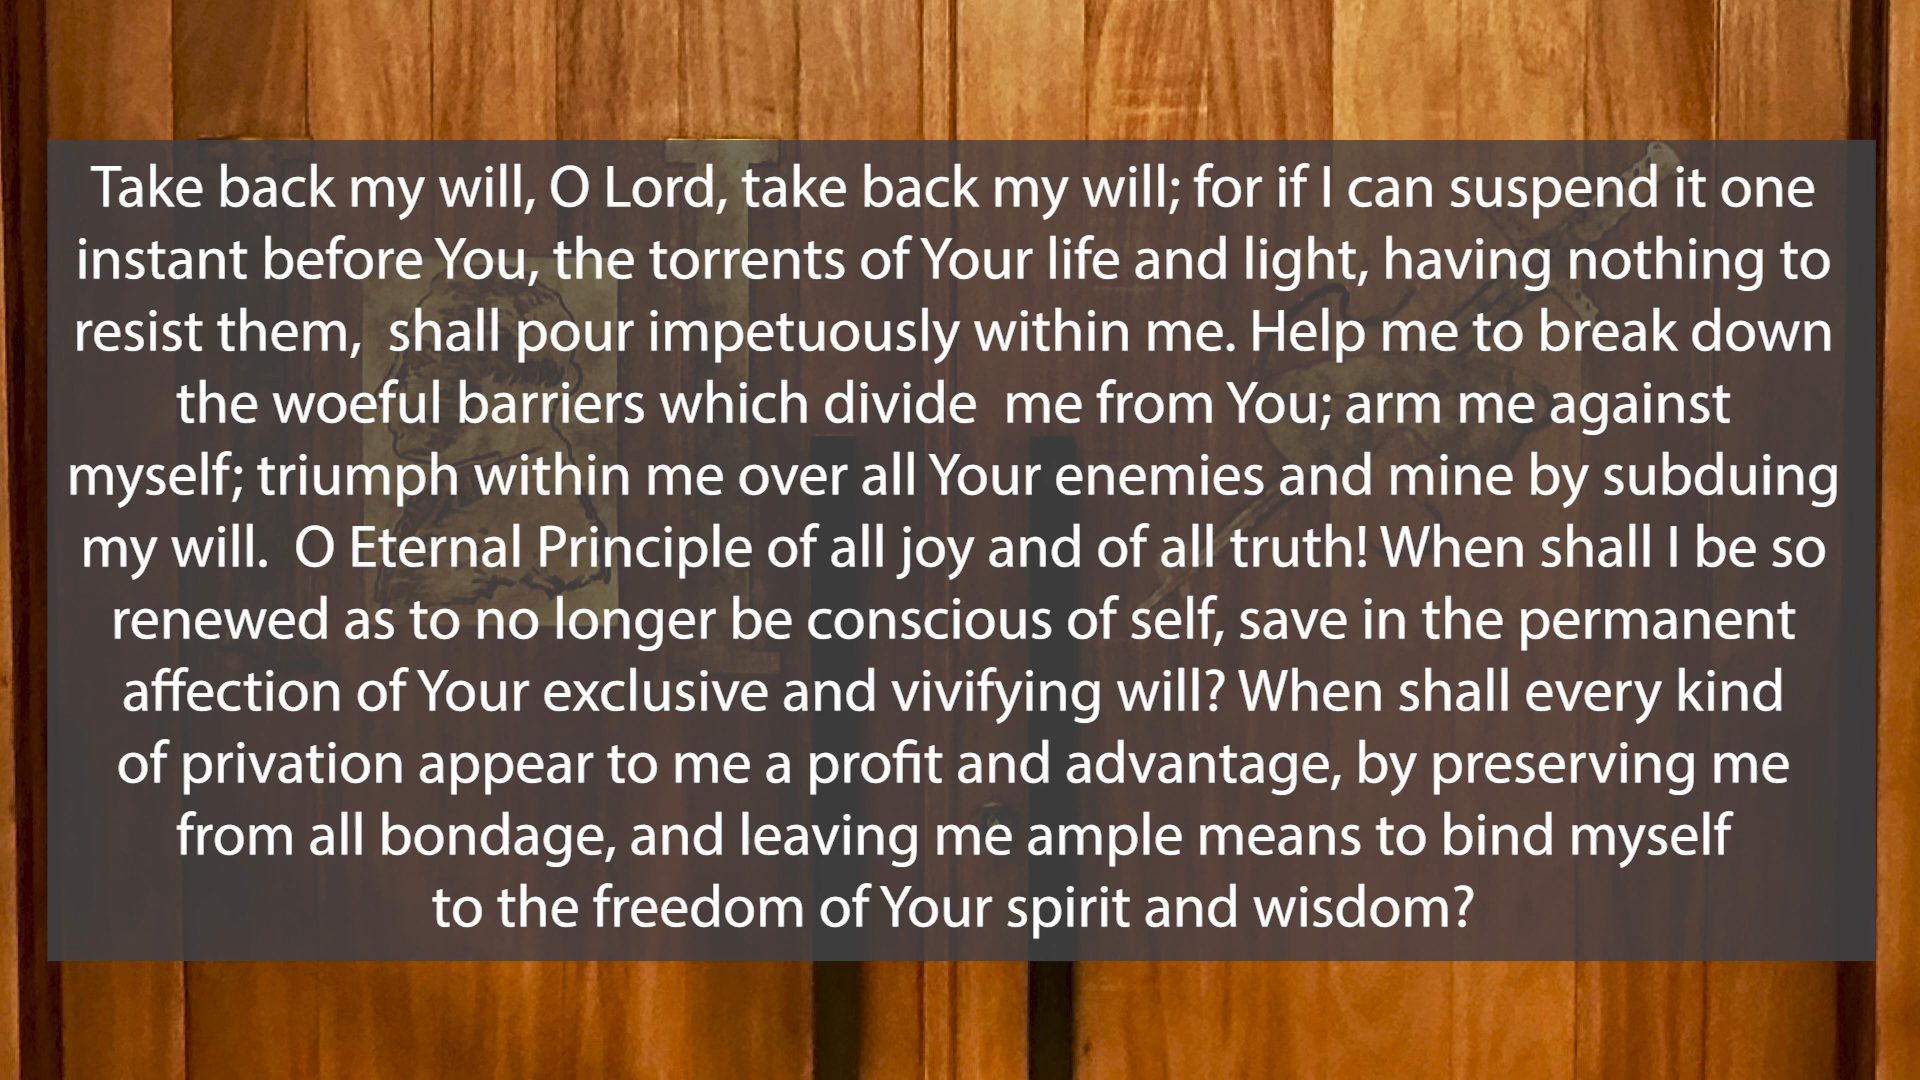 Take back my will, O Lord, take back my will; for if I can suspend it one
instant before You, the torrents of Your life and light, having nothing to
resist them,  shall pour impetuously within me. Help me to break down
the woeful barriers which divide  me from You; arm me against
myself; triumph within me over all Your enemies and mine by subduing
my will.  O Eternal Principle of all joy and of all truth! When shall I be so
renewed as to no longer be conscious of self, save in the permanent
affection of Your exclusive and vivifying will? When shall every kind
of privation appear to me a profit and advantage, by preserving me
from all bondage, and leaving me ample means to bind myself
to the freedom of Your spirit and wisdom?